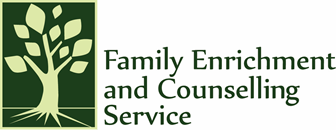 Family Enrichment
and Counselling
Service